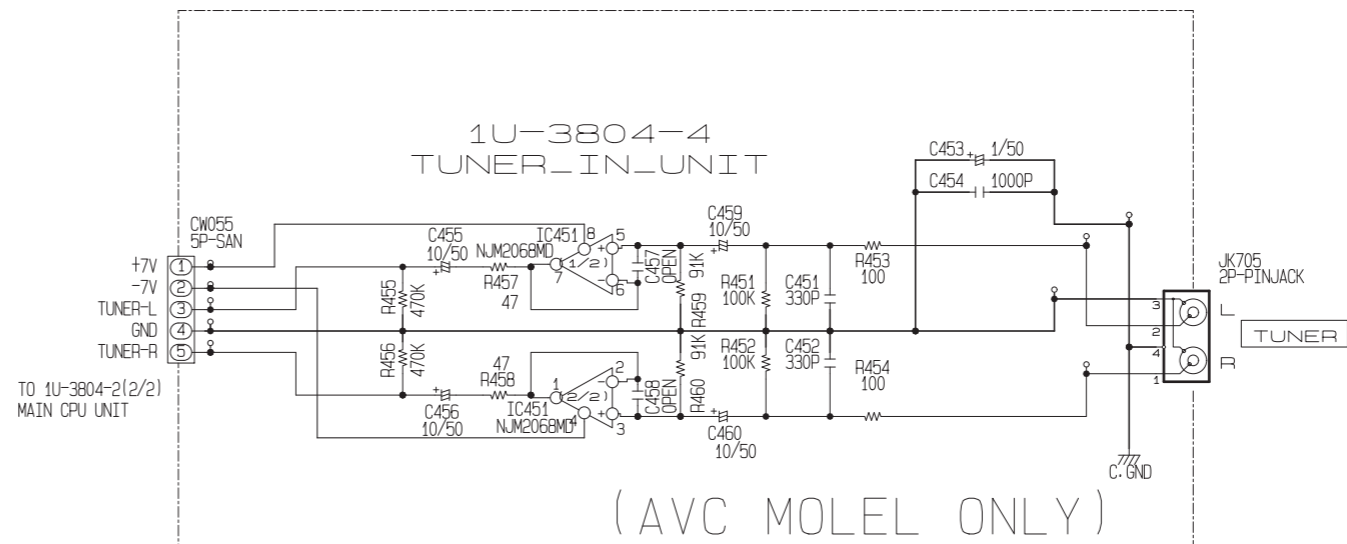 1U-3804-4
TUNER_IN_UNIT
C453 + 1/50
C454 1000P
CW055
5P-SAN
+7V 1
-7V 2
TUNER-L 3
GND 4
TUNER-R 5
TO 1U-3804-2(2/2)
MAIN CPU UNIT
C455
10/50
+
R457
47
NJM2068MD
IC451
8
5
+
(1/2)
-
7
6
C457
OPEN
R459
91K
C459
10/50
+
R451
100K
C451
330P
R453
100
R455
470K
R456
470K
C456
10/50
+
47
R458
1
2
-
(2/2)
+
4
3
IC451
NJM2068MD
C458
OPEN
R460
91K
C460
10/50
+
R452
100K
C452
330P
R454
100
JK705
2P-PINJACK
3
2
4
1
L
R
TUNER
C.GND
(AVC MOLEL ONLY)